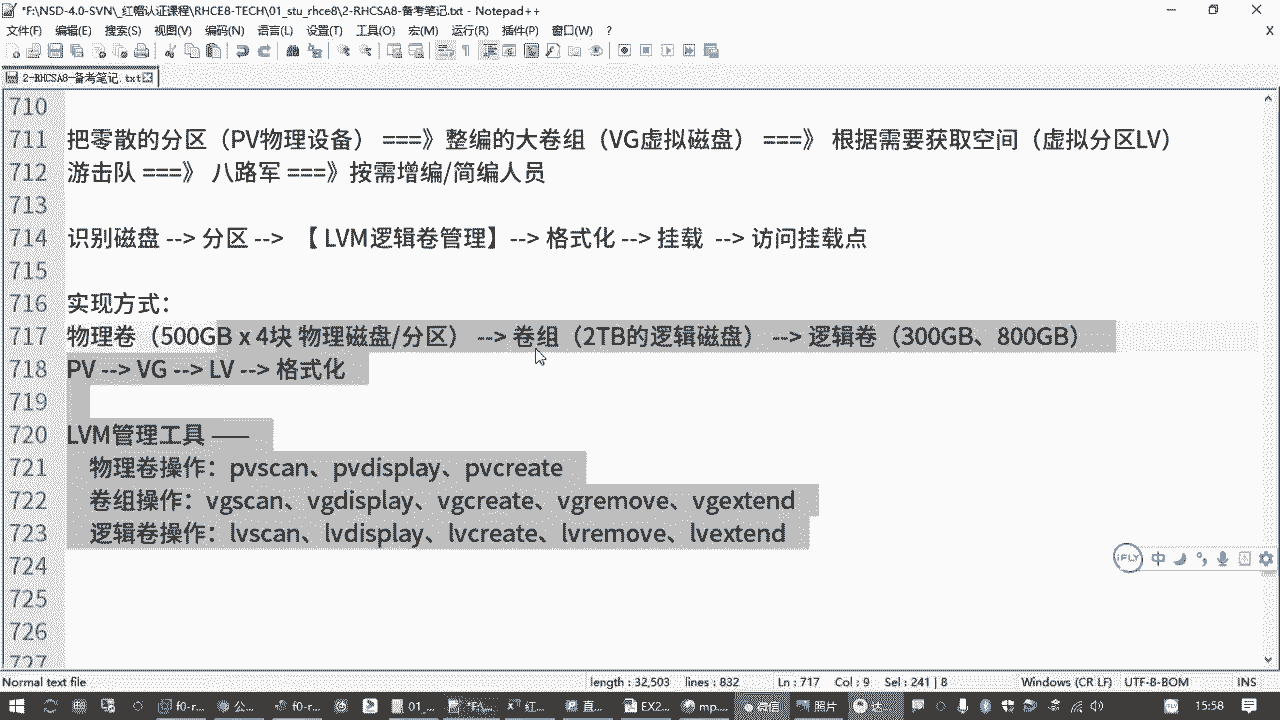 *F:\NSD-4.0-SVN\_红帽认证课程\RHCE8-TECH\01_stu_rhce8\2-RHCSA8-备考笔记.txt - Notepad++
文件(F) 编辑(E) 搜索(S) 视图(V) 编码(N) 语言(L) 设置(T) 工具(O) 宏(M) 运行(R) 插件(P) 窗口(W) ? X
2-RHCSA8-备考笔记.txt
710
711 把零散的分区（PV物理设备） ===》整编的大卷组（VG虚拟磁盘） ===》 根据需要获取空间（虚拟分区LV）
712 游击队 ===》 八路军 ===》按需增编/简编人员
713
714 识别磁盘 --> 分区 --> 【 LVM逻辑卷管理】--> 格式化 --> 挂载 --> 访问挂载点
715
716 实现方式：
717 物理卷（500GB x 4块 物理磁盘/分区） --> 卷组（2TB的逻辑磁盘） --> 逻辑卷（300GB、800GB）
718 PV --> VG --> LV --> 格式化
719
720 LVM管理工具 ——
721 物理卷操作：pvscan、pvdisplay、pvcreate
722 卷组操作：vgscan、vgdisplay、vgcreate、vgremove、vgextend
723 逻辑卷操作：lvscan、lvdisplay、lvcreate、lvremove、lvextend
724
725
726
727
iFLY 中
Normal text file length : 32,503 lines : 832 Ln : 717 Col : 9 Sel : 241 | 8 Windows (CR LF) UTF-8-BOM INS
f0-r... 公... f0-r... 01_... *F:\... 红... 直... EX2... mp... 微信 照片 15:58